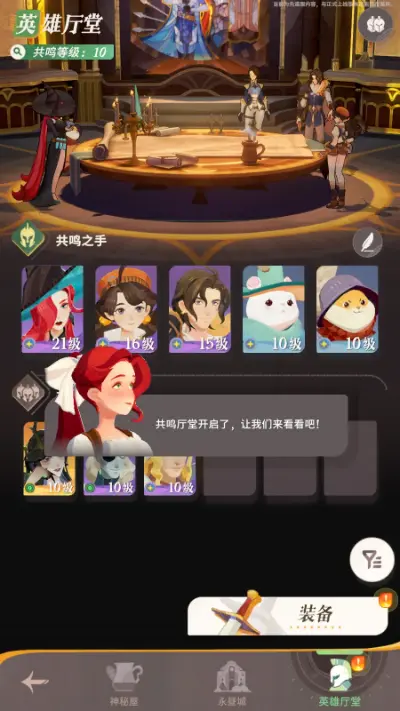 英雄厅堂
共鸣等级：10
共鸣之手
21级
16级
15级
10级
10级
共鸣厅堂开启了，让我们来看看吧！
10级
10级
10级
装备
神秘屋
永昼城
英雄厅堂